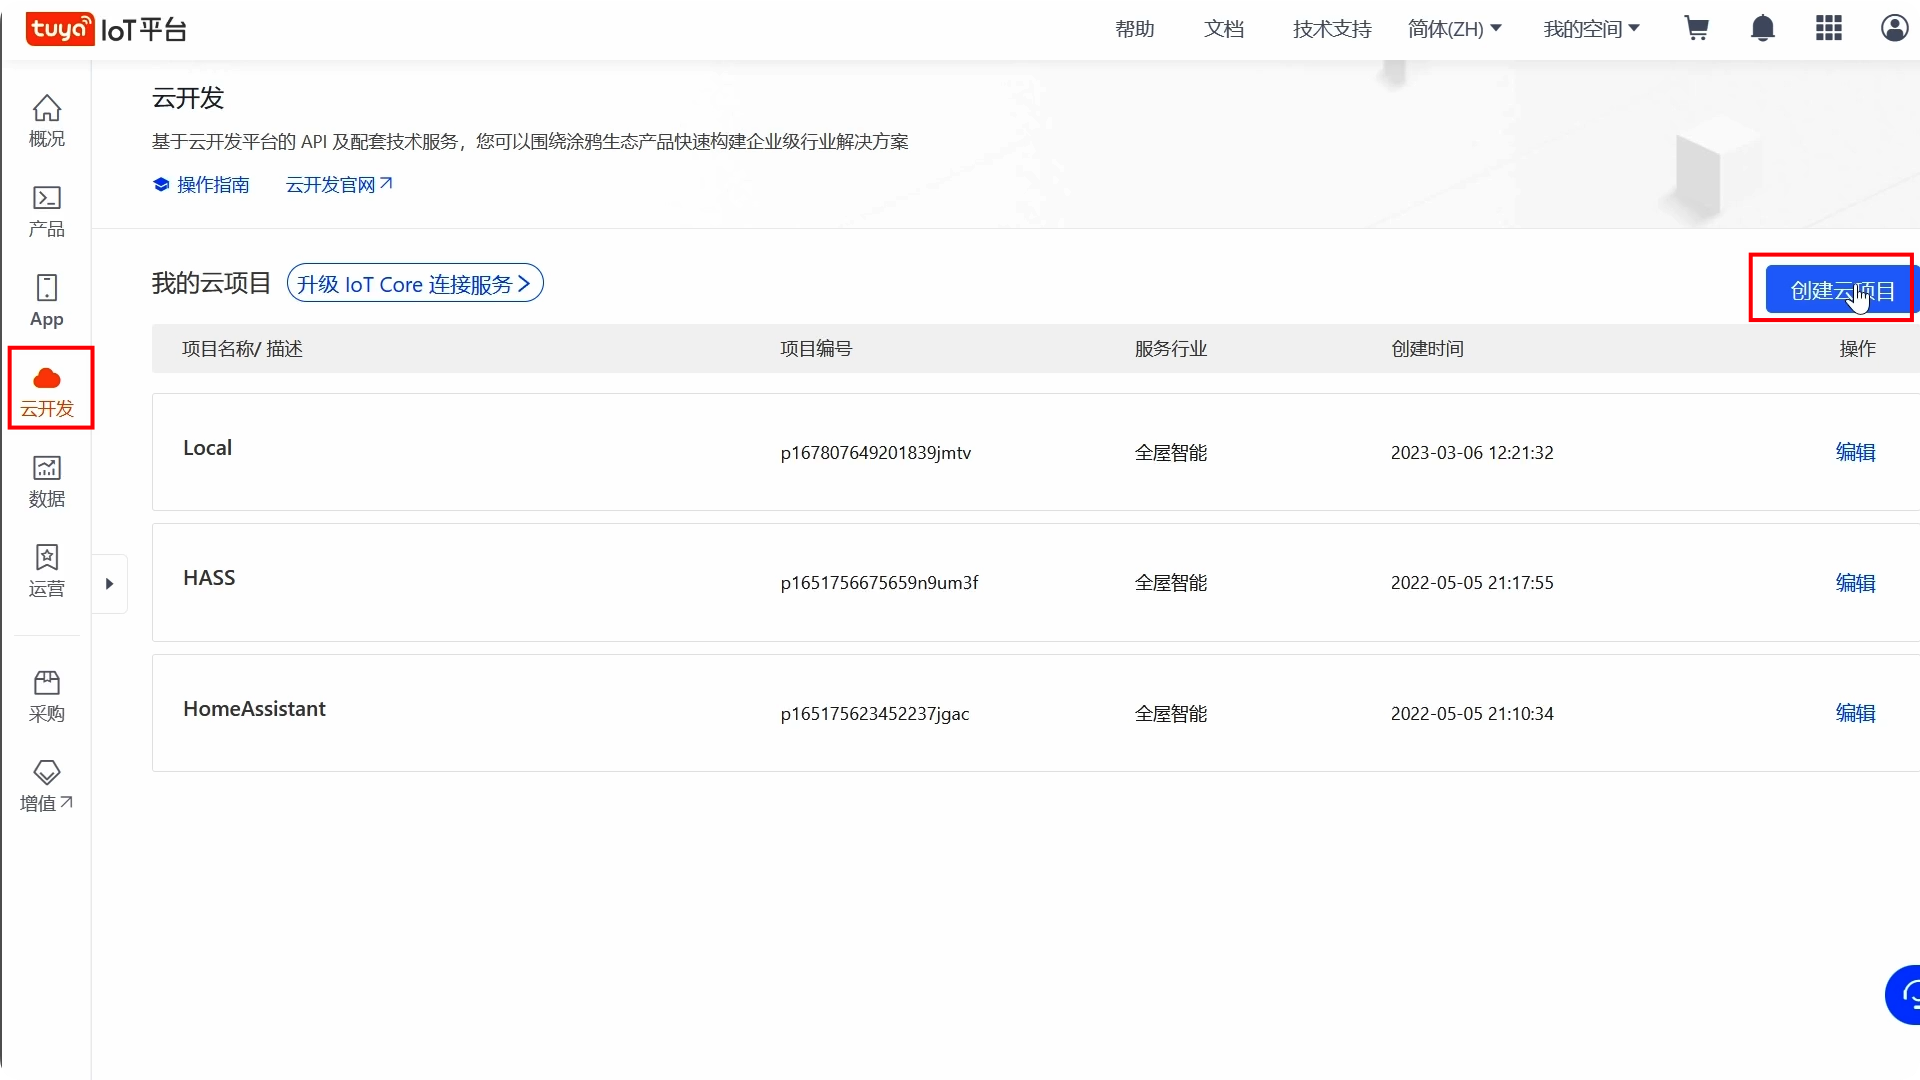 tuya IoT平台
帮助 文档 技术支持 简体(ZH) 我的空间
概况
产品
App
云开发
数据
运营
采购
增值
云开发
基于云开发平台的 API 及配套技术服务，您可以围绕涂鸦生态产品快速构建企业级行业解决方案
操作指南 云开发官网
我的云项目 升级 IoT Core 连接服务 创建云项目
项目名称/ 描述 项目编号 服务行业 创建时间 操作
Local p167807649201839jmtv 全屋智能 2023-03-06 12:21:32 编辑
HASS p1651756675659n9um3f 全屋智能 2022-05-05 21:17:55 编辑
HomeAssistant p165175623452237jgac 全屋智能 2022-05-05 21:10:34 编辑